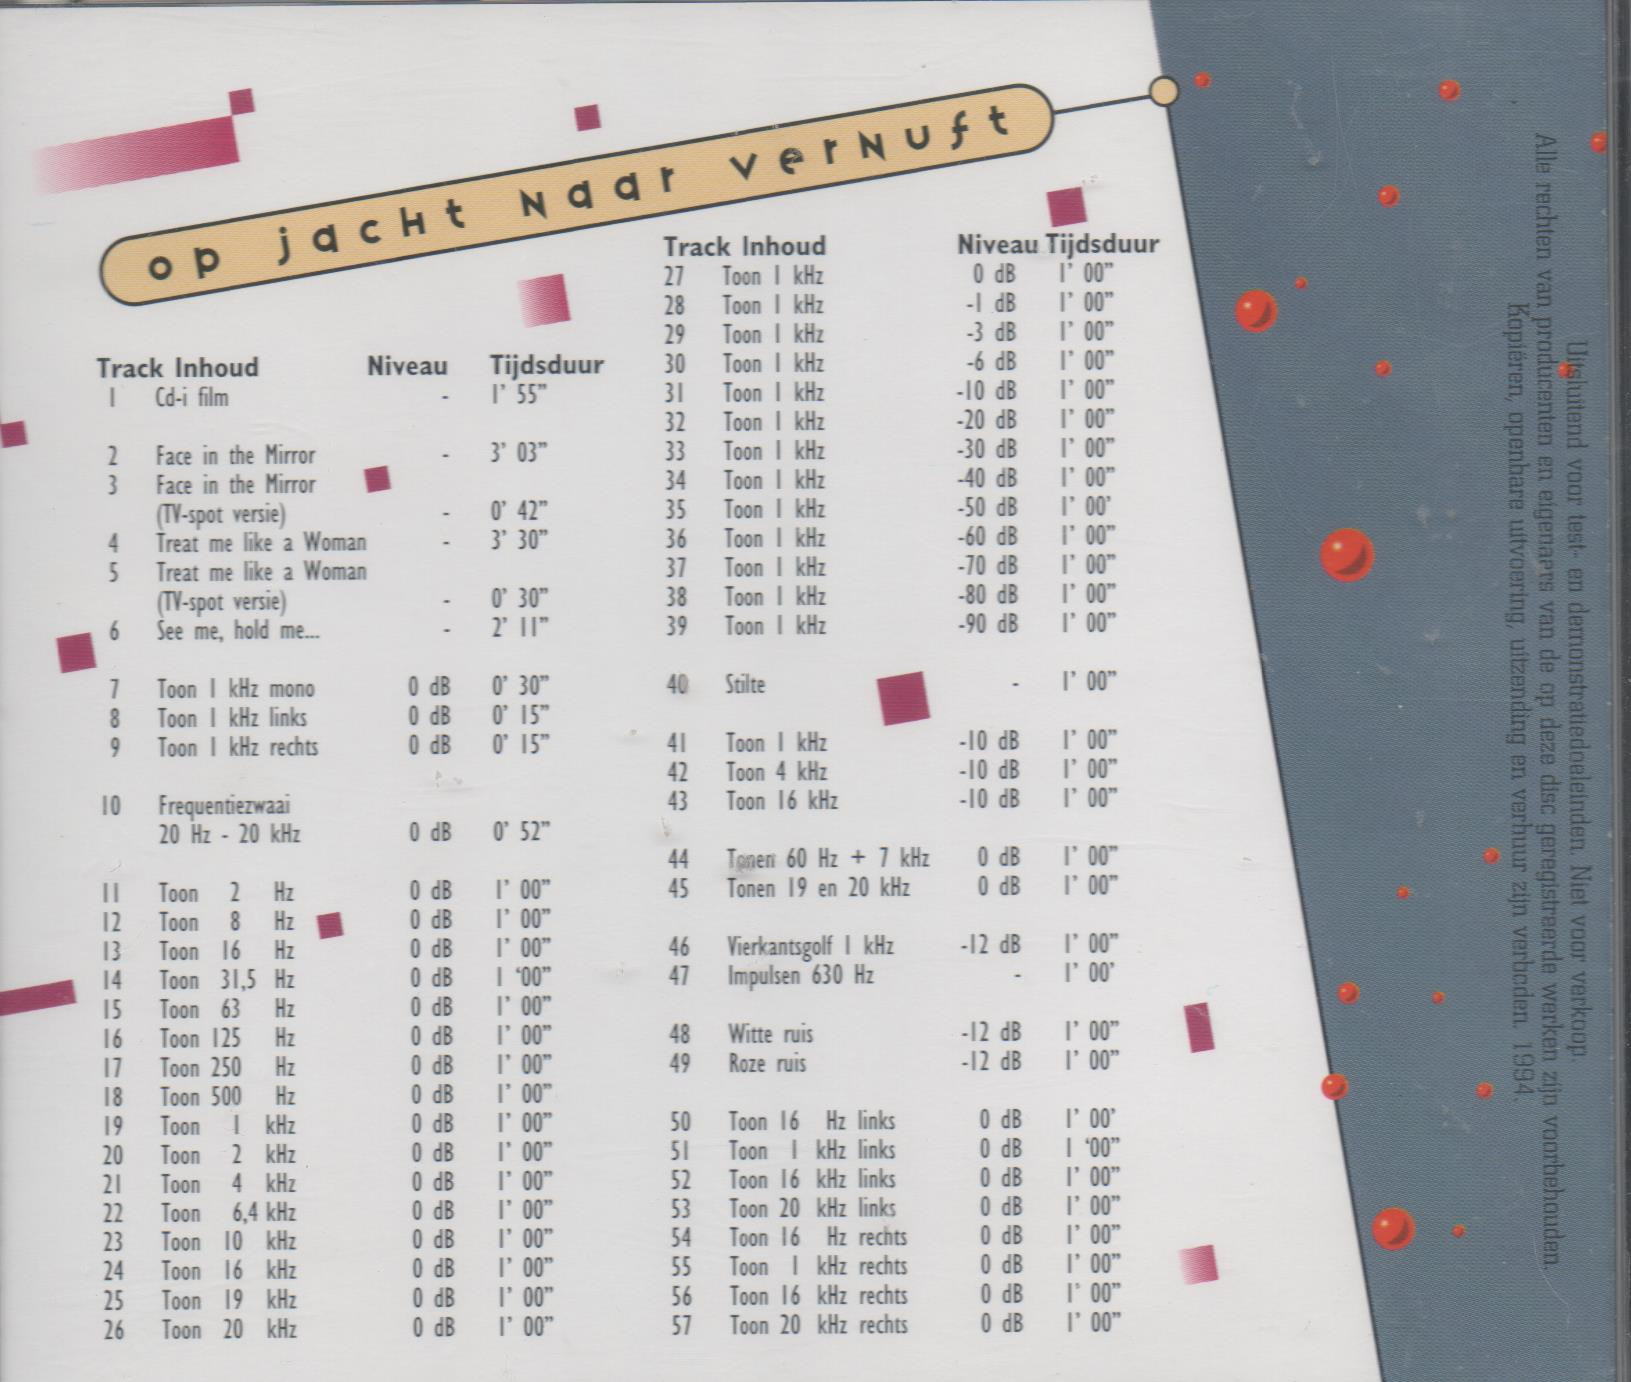 op jacht naar vernuft
Track Inhoud Niveau Tijdsduur
1 Cd-i film - 1' 55"
2 Face in the Mirror - 3' 03"
3 Face in the Mirror
(TV-spot versie) - 0' 42"
4 Treat me like a Woman - 3' 30"
5 Treat me like a Woman
(TV-spot versie) - 0' 30"
6 See me, hold me... - 2' 11"
7 Toon 1 kHz mono 0 dB 0' 30"
8 Toon 1 kHz links 0 dB 0' 15"
9 Toon 1 kHz rechts 0 dB 0' 15"
10 Frequentiezwaai
20 Hz - 20 kHz 0 dB 0' 52"
11 Toon 2 Hz 0 dB 1' 00"
12 Toon 8 Hz 0 dB 1' 00"
13 Toon 16 Hz 0 dB 1' 00"
14 Toon 31,5 Hz 0 dB 1 '00"
15 Toon 63 Hz 0 dB 1' 00"
16 Toon 125 Hz 0 dB 1' 00"
17 Toon 250 Hz 0 dB 1' 00"
18 Toon 500 Hz 0 dB 1' 00"
19 Toon 1 kHz 0 dB 1' 00"
20 Toon 2 kHz 0 dB 1' 00"
21 Toon 4 kHz 0 dB 1' 00"
22 Toon 6,4 kHz 0 dB 1' 00"
23 Toon 10 kHz 0 dB 1' 00"
24 Toon 16 kHz 0 dB 1' 00"
25 Toon 19 kHz 0 dB 1' 00"
26 Toon 20 kHz 0 dB 1' 00"
Track Inhoud Niveau Tijdsduur
27 Toon 1 kHz 0 dB 1' 00"
28 Toon 1 kHz -1 dB 1' 00"
29 Toon 1 kHz -3 dB 1' 00"
30 Toon 1 kHz -6 dB 1' 00"
31 Toon 1 kHz -10 dB 1' 00"
32 Toon 1 kHz -20 dB 1' 00"
33 Toon 1 kHz -30 dB 1' 00"
34 Toon 1 kHz -40 dB 1' 00"
35 Toon 1 kHz -50 dB 1' 00'
36 Toon 1 kHz -60 dB 1' 00"
37 Toon 1 kHz -70 dB 1' 00"
38 Toon 1 kHz -80 dB 1' 00"
39 Toon 1 kHz -90 dB 1' 00"
40 Stilte - 1' 00"
41 Toon 1 kHz -10 dB 1' 00"
42 Toon 4 kHz -10 dB 1' 00"
43 Toon 16 kHz -10 dB 1' 00"
44 Tonen 60 Hz + 7 kHz 0 dB 1' 00"
45 Tonen 19 en 20 kHz 0 dB 1' 00"
46 Vierkantsgolf 1 kHz -12 dB 1' 00"
47 Impulsen 630 Hz - 1' 00'
48 Witte ruis -12 dB 1' 00"
49 Roze ruis -12 dB 1' 00"
50 Toon 16 Hz links 0 dB 1' 00'
51 Toon 1 kHz links 0 dB 1 '00"
52 Toon 16 kHz links 0 dB 1' 00"
53 Toon 20 kHz links 0 dB 1' 00"
54 Toon 16 Hz rechts 0 dB 1' 00"
55 Toon 1 kHz rechts 0 dB 1' 00"
56 Toon 16 kHz rechts 0 dB 1' 00"
57 Toon 20 kHz rechts 0 dB 1' 00"
Uitsluitend voor test- en demonstratiedoeleinden. Niet voor verkoop.
Alle rechten van producenten en eigenaers van de op deze disc geregistreerde werken zijn voorbehouden.
Kopiëren, openbare uitvoering, uitzending en verhuur zijn verboden. 1994.